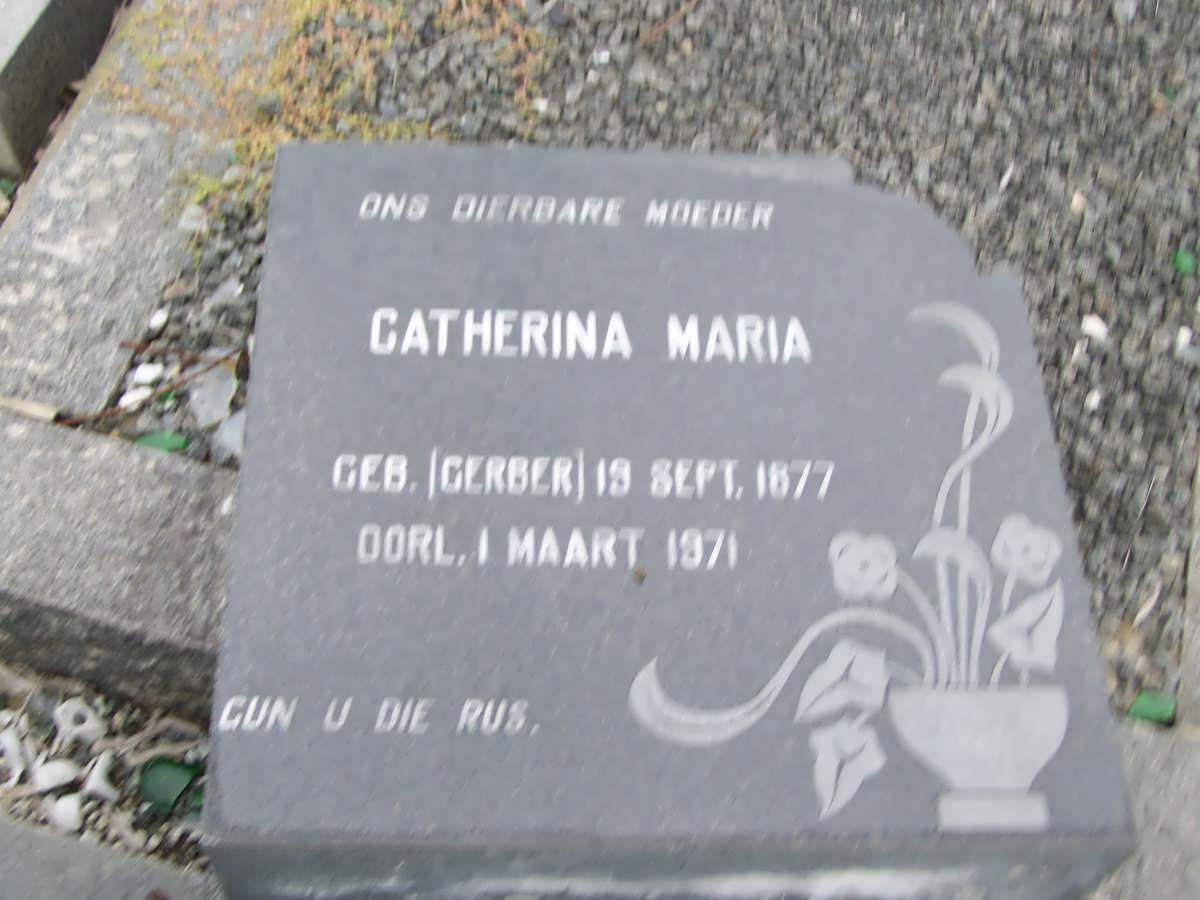 ONS DIERBARE MOEDER
CATHERINA MARIA
GEB. [GERBER] 19 SEPT. 1877
OORL. 1 MAART 1971
GUN U DIE RUS.